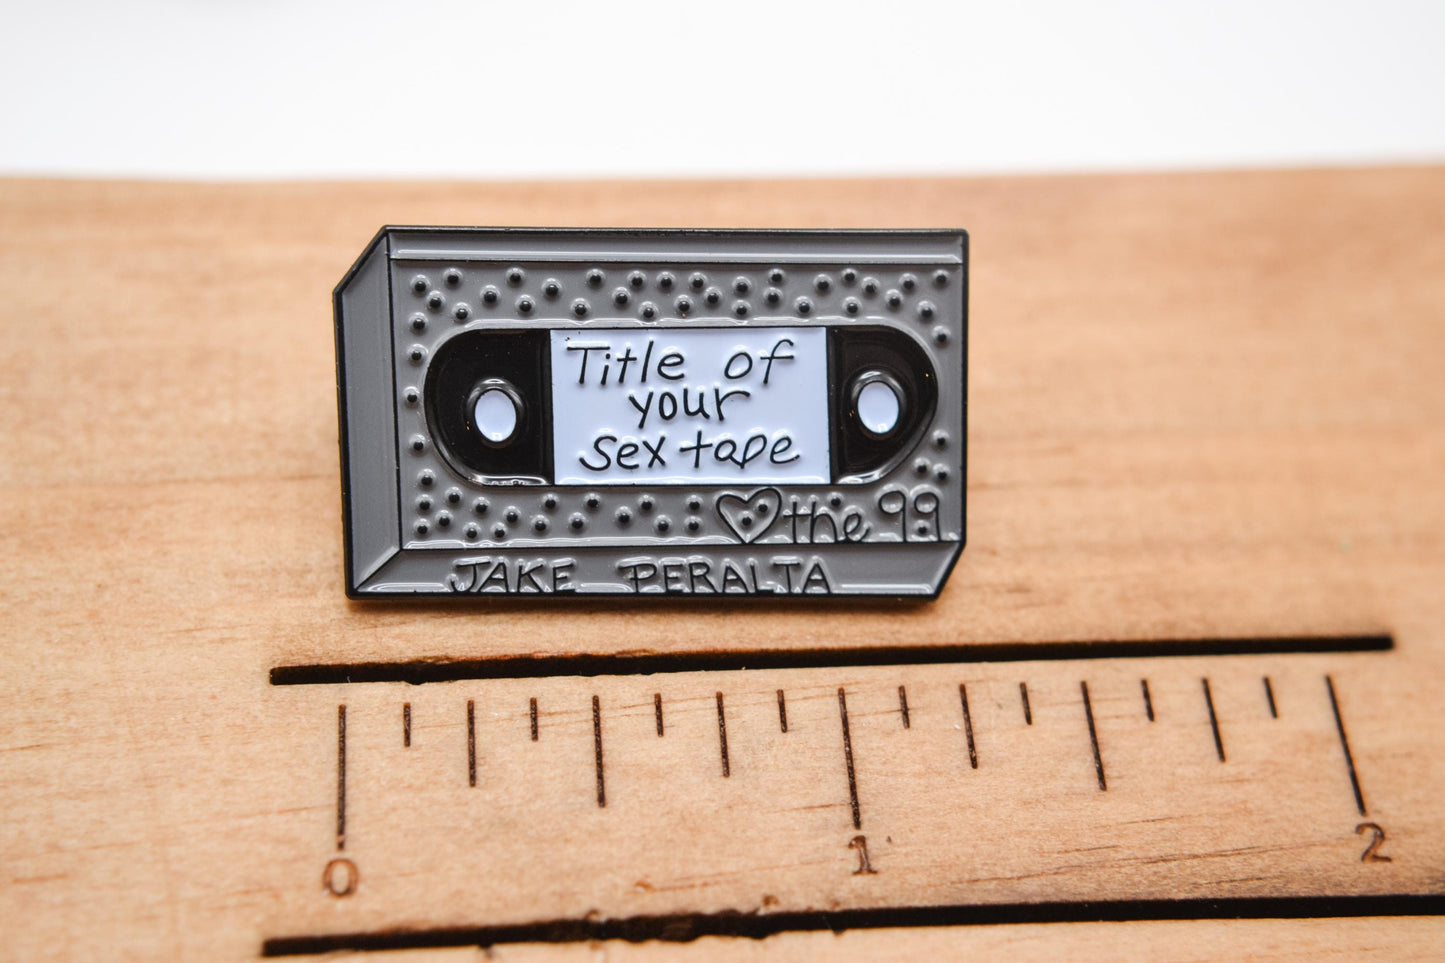 Title of
your
sex tape
♡the 99
JAKE PERALTA
0 1 2